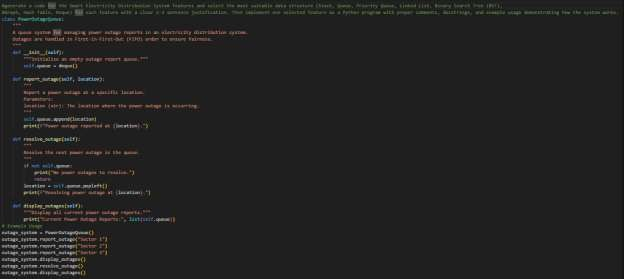 #generate a code for the Smart Electricity Distribution System features and select the most suitable data structure (Stack, Queue, Priority Queue, Linked List, Binary Search Tree (BST),
#Graph, Hash Table, Deque) for each feature with a clear 1-2 sentence justification. Then implement one selected feature as a Python program with proper comments, docstrings, and example usage demonstrating how the system works.
class PowerOutageQueue:
"""
A queue system for managing power outage reports in an electricity distribution system.
Outages are handled in First-In-First-Out (FIFO) order to ensure fairness.
"""
def __init__(self):
"""Initialize an empty outage report queue."""
self.queue = deque()
def report_outage(self, location):
"""
Report a power outage at a specific location.
Parameters:
location (str): The location where the power outage is occurring.
"""
self.queue.append(location)
print(f"Power outage reported at {location}.")
def resolve_outage(self):
"""
Resolve the next power outage in the queue.
"""
if not self.queue:
print("No power outages to resolve.")
return
location = self.queue.popleft()
print(f"Resolving power outage at {location}.")
def display_outages(self):
"""Display all current power outage reports."""
print("Current Power Outage Reports:", list(self.queue))
# Example Usage
outage_system = PowerOutageQueue()
outage_system.report_outage("Sector 1")
outage_system.report_outage("Sector 2")
outage_system.report_outage("Sector 3")
outage_system.display_outages()
outage_system.resolve_outage()
outage_system.display_outages()